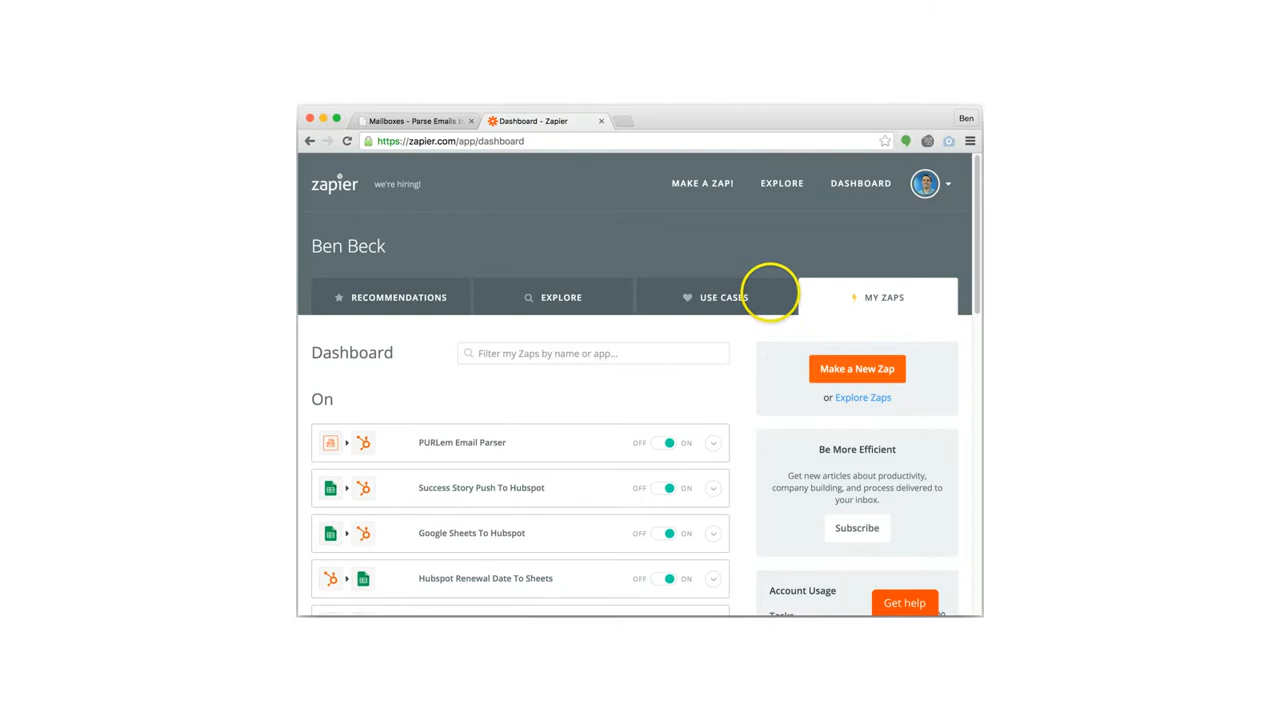 Mailboxes - Parse Emails b
Dashboard - Zapier
Ben
https://zapier.com/app/dashboard
zapier
we're hiring!
MAKE A ZAP!
EXPLORE
DASHBOARD
Ben Beck
RECOMMENDATIONS
EXPLORE
USE CASES
MY ZAPS
Dashboard
Filter my Zaps by name or app...
Make a New Zap
or Explore Zaps
On
PURLem Email Parser
OFF
ON
Success Story Push To Hubspot
OFF
ON
Google Sheets To Hubspot
OFF
ON
Hubspot Renewal Date To Sheets
OFF
ON
Be More Efficient
Get new articles about productivity,
company building, and process delivered to
your inbox.
Subscribe
Account Usage
Get help